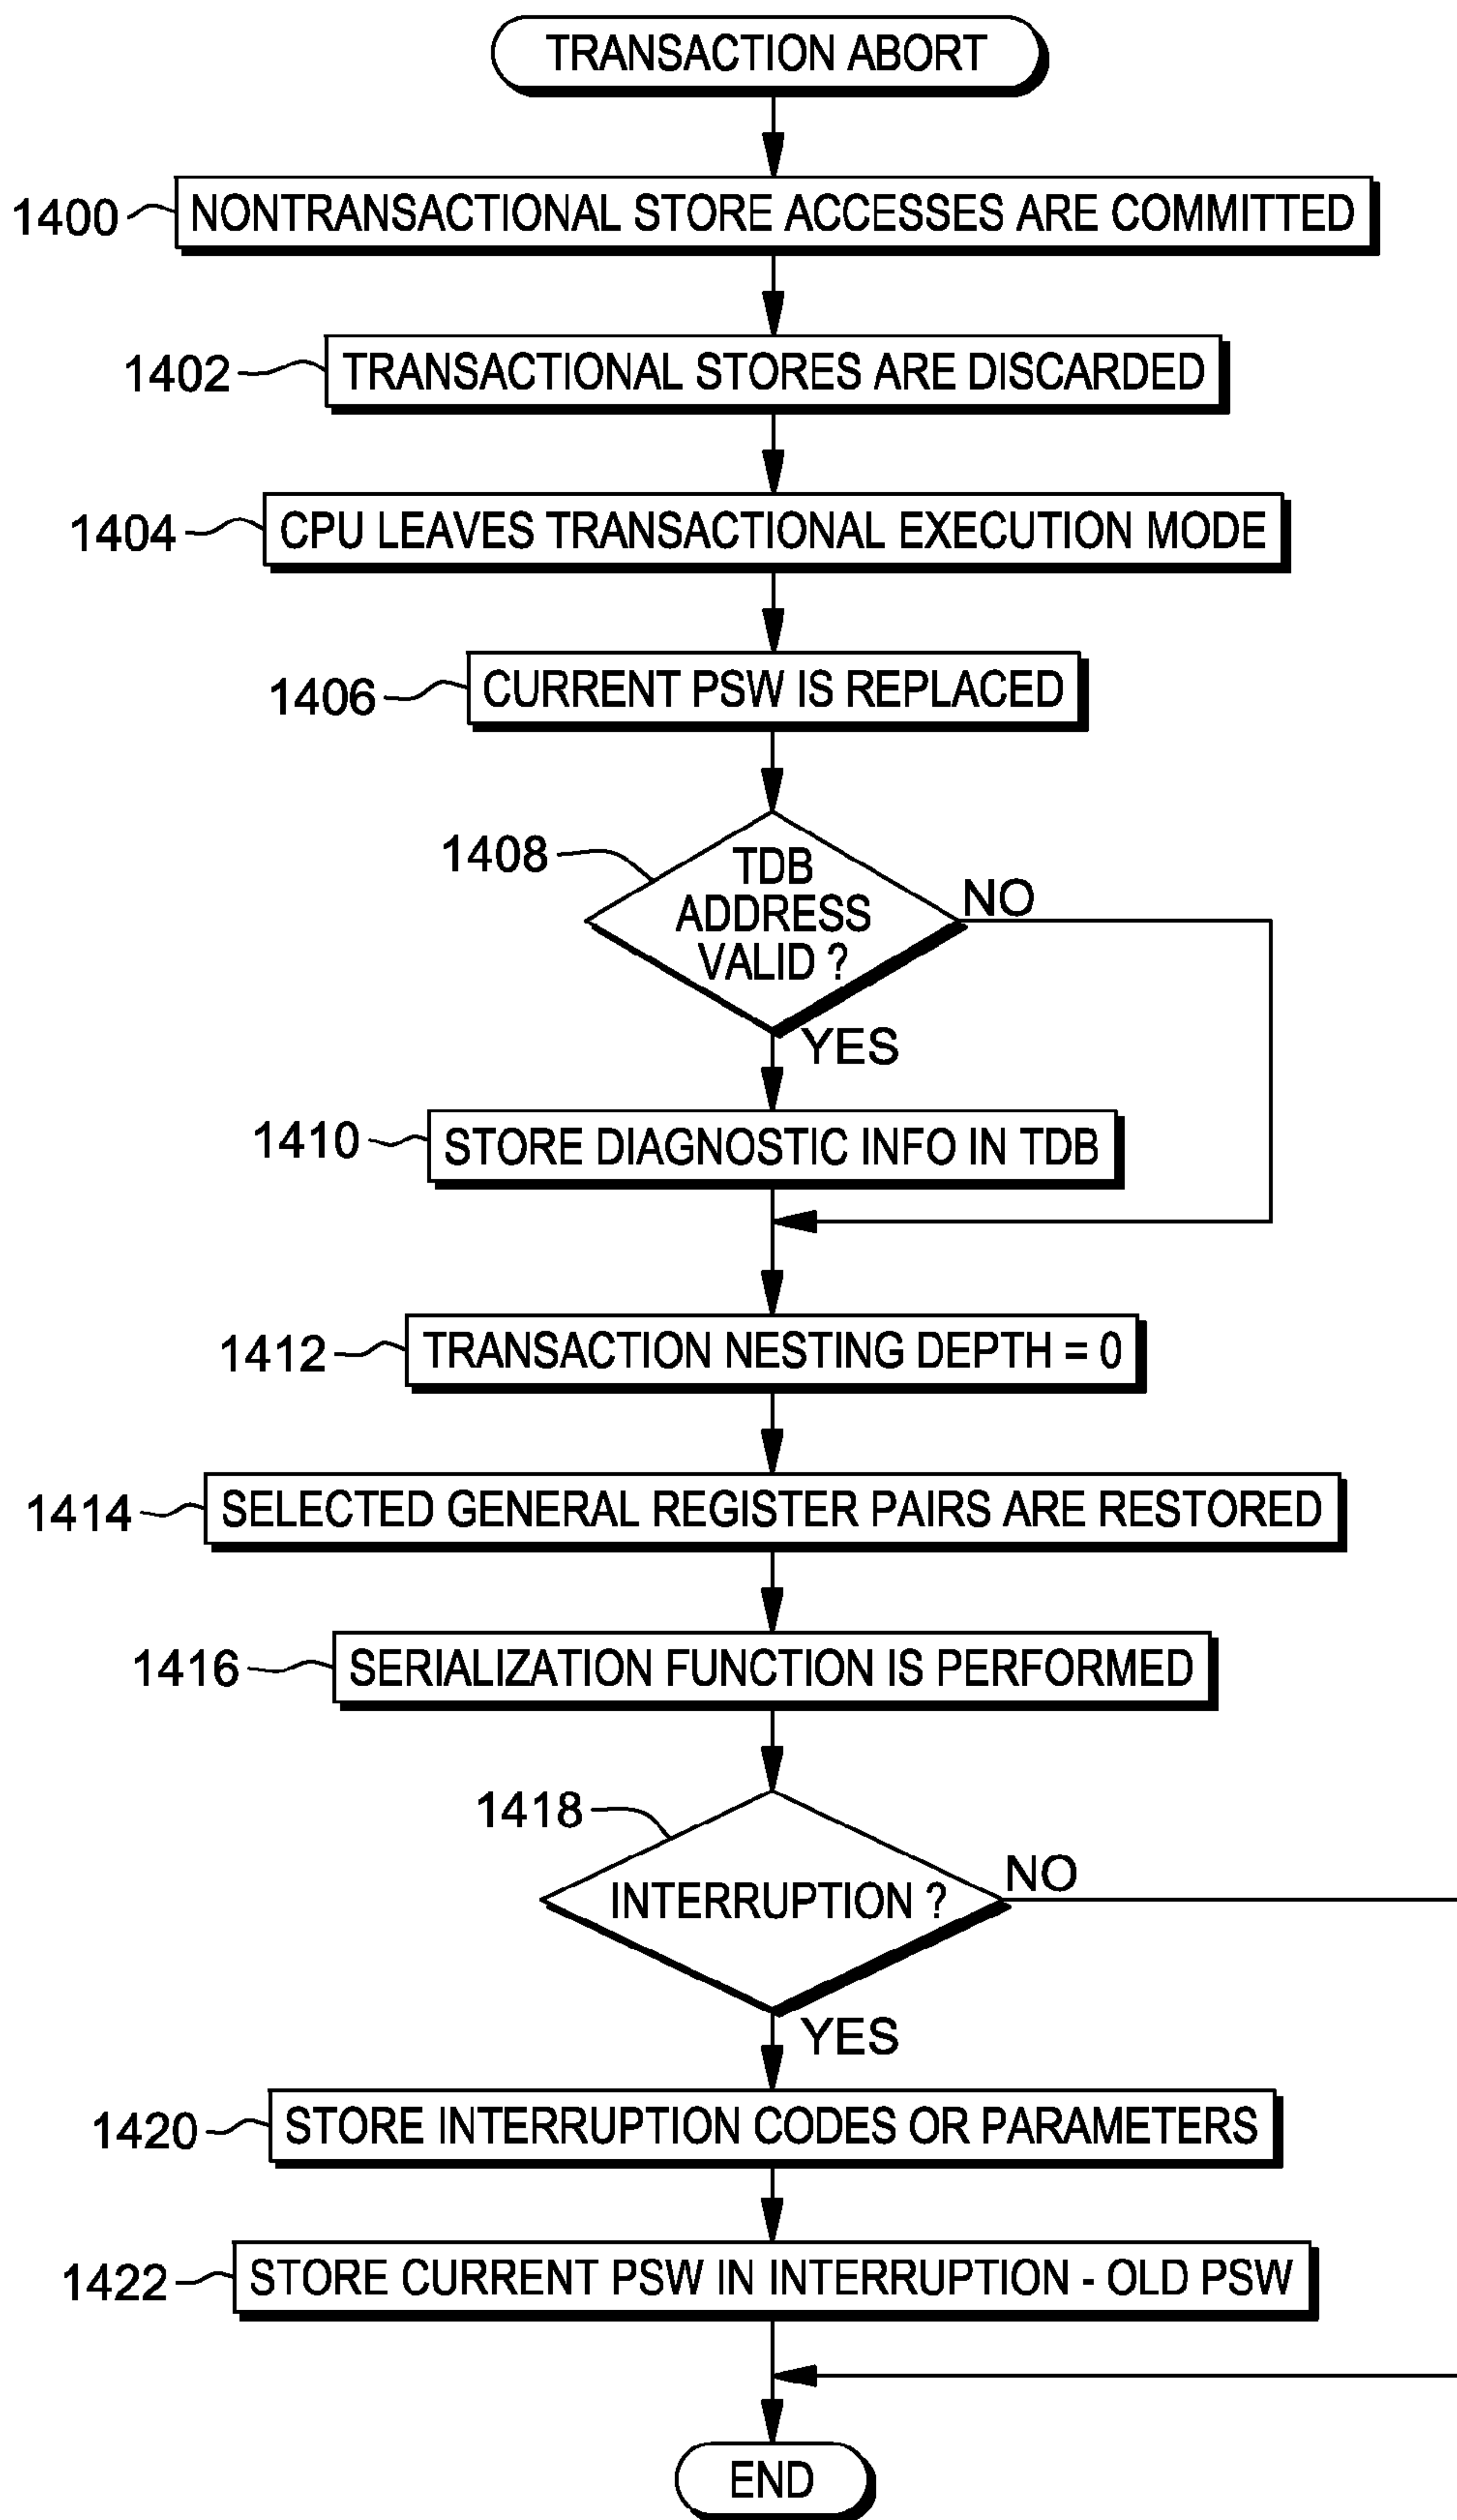 TRANSACTION ABORT
1400
NONTRANSACTIONAL STORE ACCESSES ARE COMMITTED
1402
TRANSACTIONAL STORES ARE DISCARDED
1404
CPU LEAVES TRANSACTIONAL EXECUTION MODE
1406
CURRENT PSW IS REPLACED
1408
TDB
ADDRESS
VALID ?
NO
YES
1410
STORE DIAGNOSTIC INFO IN TDB
1412
TRANSACTION NESTING DEPTH = 0
1414
SELECTED GENERAL REGISTER PAIRS ARE RESTORED
1416
SERIALIZATION FUNCTION IS PERFORMED
1418
INTERRUPTION ?
NO
YES
1420
STORE INTERRUPTION CODES OR PARAMETERS
1422
STORE CURRENT PSW IN INTERRUPTION - OLD PSW
END